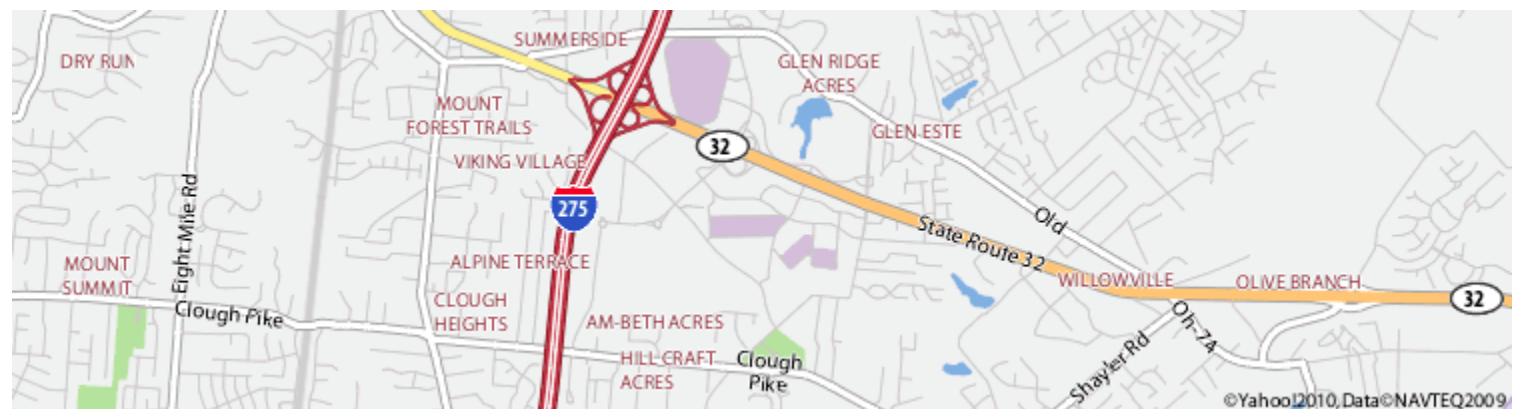 SUMMERSIDE
DRY RUN
GLEN RIDGE
ACRES
MOUNT
FOREST TRAILS
GLEN ESTE
32
VIKING VILLAGE
275
Eight Mile Rd
Old
State Route 32
ALPINE TERRACE
MOUNT
SUMMIT
WILLOWVILLE
OLIVE BRANCH
32
CLOUGH
HEIGHTS
Clough Pike
AM-BETH ACRES
Oh-74
HILL CRAFT
ACRES
Clough
Pike
Shayler Rd
©Yahoo!2010,Data©NAVTEQ2009